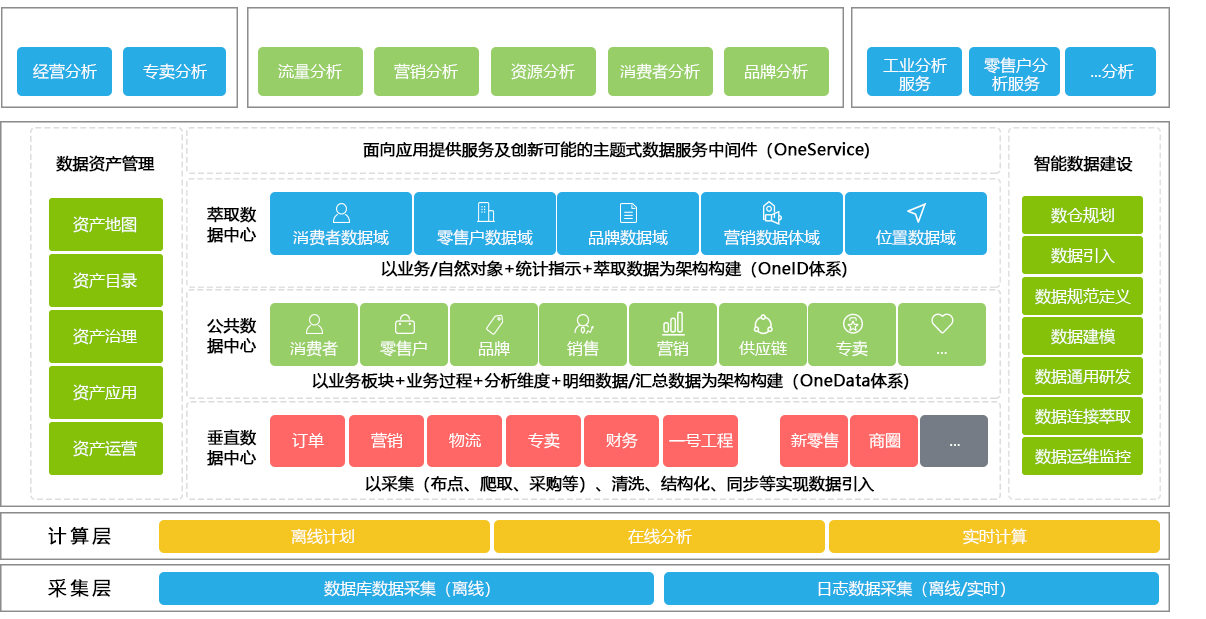 经营分析
专卖分析
流量分析
营销分析
资源分析
消费者分析
品牌分析
工业分析
服务
零售户分
析服务
...分析
数据资产管理
资产地图
资产目录
资产治理
资产应用
资产运营
面向应用提供服务及创新可能的主题式数据服务中间件（OneService）
萃取数
据中心
消费者数据域
零售户数据域
品牌数据域
营销数据体域
位置数据域
以业务/自然对象+统计指示+萃取数据为架构构建（OneID体系）
公共数
据中心
消费者
零售户
品牌
销售
营销
供应链
专卖
...
以业务板块+业务过程+分析维度+明细数据/汇总数据为架构构建（OneData体系）
垂直数
据中心
订单
营销
物流
专卖
财务
一号工程
新零售
商圈
...
以采集（布点、爬取、采购等）、清洗、结构化、同步等实现数据引入
智能数据建设
数仓规划
数据引入
数据规范定义
数据建模
数据通用研发
数据连接萃取
数据运维监控
计算层
离线计划
在线分析
实时计算
采集层
数据库数据采集（离线）
日志数据采集（离线/实时）